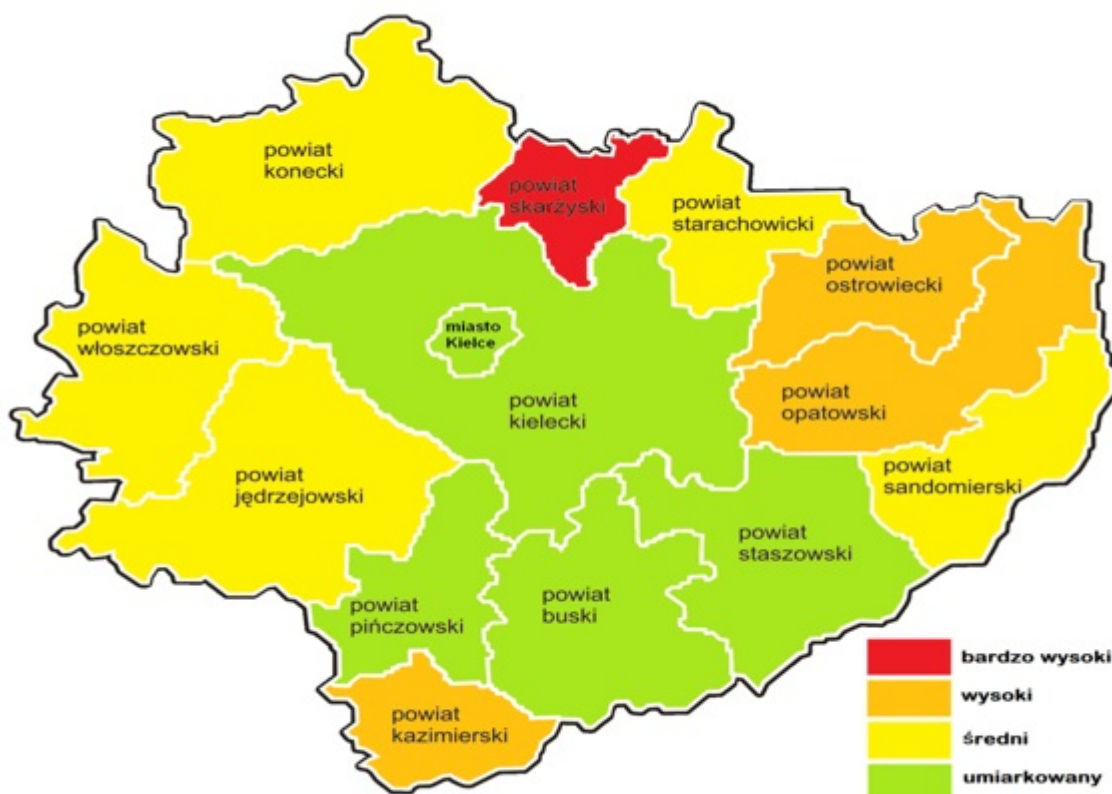 powiat
konecki
powiat
skarżyski
powiat
starachowicki
powiat
ostrowiecki
powiat
włoszczowski
miasto
Kielce
powiat
kielecki
powiat
opatowski
powiat
jędrzejowski
powiat
sandomierski
powiat
staszowski
powiat
pińczowski
powiat
buski
powiat
kazimierski
bardzo wysoki
wysoki
średni
umiarkowany